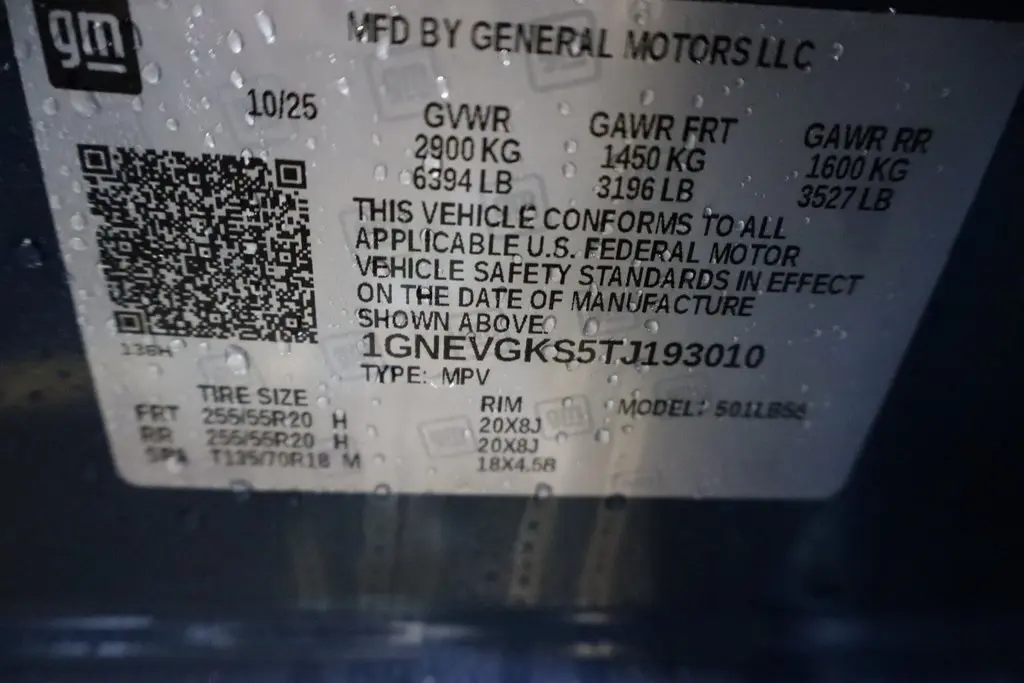 gm
MFD BY GENERAL MOTORS LLC
10/25
GVWR GAWR FRT GAWR RR
2900 KG 1450 KG 1600 KG
6394 LB 3196 LB 3527 LB
THIS VEHICLE CONFORMS TO ALL
APPLICABLE U.S. FEDERAL MOTOR
VEHICLE SAFETY STANDARDS IN EFFECT
ON THE DATE OF MANUFACTURE
SHOWN ABOVE.
1GNEVGKS5TJ193010
TYPE: MPV
TIRE SIZE RIM MODEL:
FRT 255/55R20 H 20X8J
RR 255/55R20 H 20X8J
SPA T135/70R18 M 18X4.5B